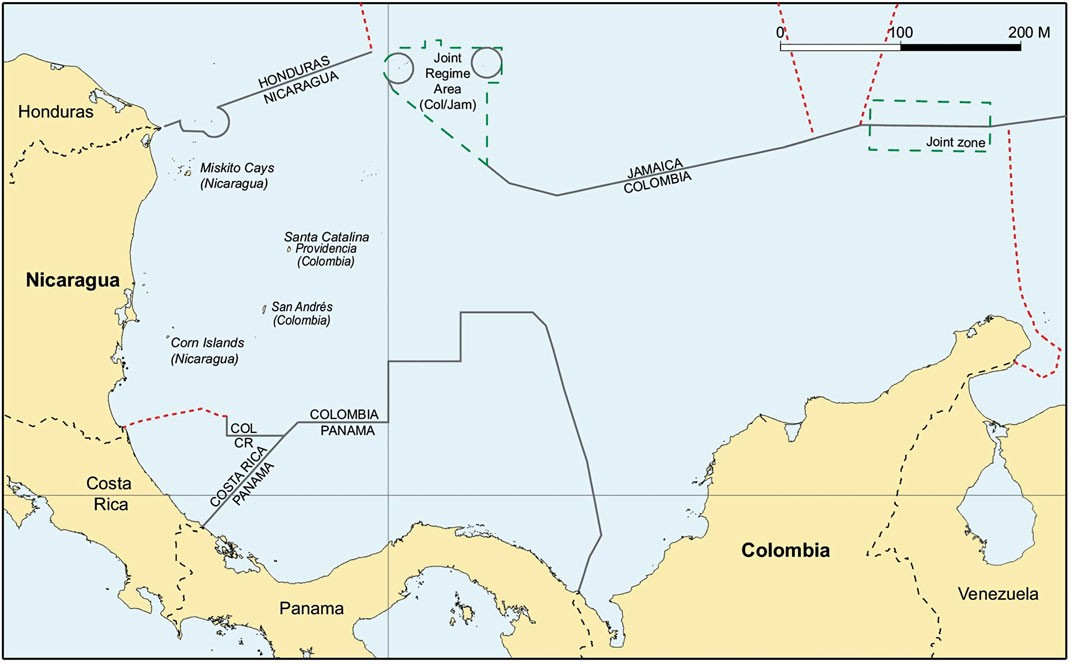 0 100 200 M
HONDURAS
NICARAGUA
Joint
Regime
Area
(Col/Jam)
Honduras
Joint zone
JAMAICA
COLOMBIA
Miskito Cays
(Nicaragua)
Santa Catalina
Providencia
(Colombia)
Nicaragua
San Andrés
(Colombia)
Corn Islands
(Nicaragua)
COLOMBIA
PANAMA
COL
CR
COSTA RICA
PANAMA
Costa
Rica
Colombia
Venezuela
Panama